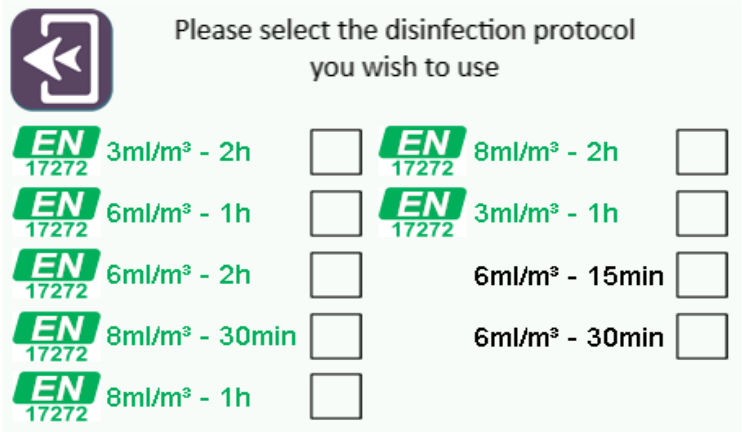 Please select the disinfection protocol
you wish to use
EN 17272 3ml/m³ - 2h
EN 17272 6ml/m³ - 1h
EN 17272 6ml/m³ - 2h
EN 17272 8ml/m³ - 30min
EN 17272 8ml/m³ - 1h
EN 17272 8ml/m³ - 2h
EN 17272 3ml/m³ - 1h
6ml/m³ - 15min
6ml/m³ - 30min